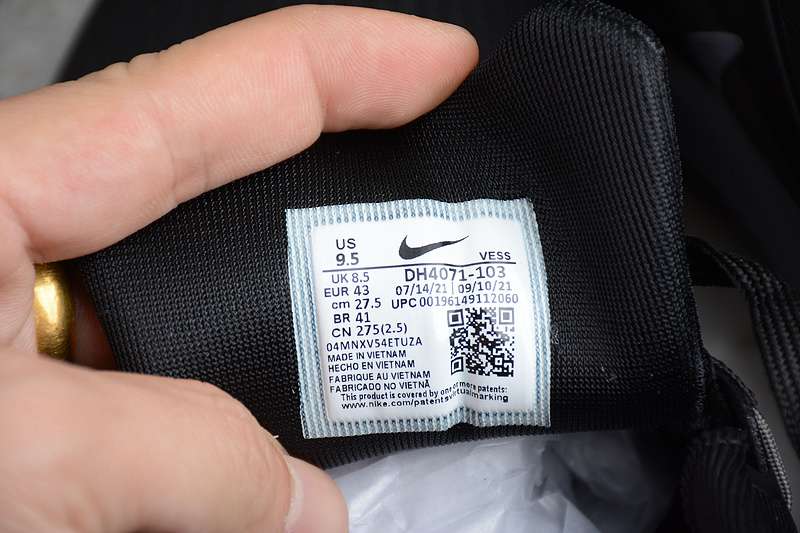 US
9.5
VESS
UK 8.5
DH4071-103
EUR 43
07/14/21 09/10/21
cm 27.5
UPC 00196149112060
BR 41
CN 275(2.5)
04MNXV54ETUZA
MADE IN VIETNAM
HECHO EN VIETNAM
FABRIQUE AU VIETNAM
FABRICADO NO VIETNÃ
This product is covered by one or more patents:
www.nike.com/patentsvirtualmarking